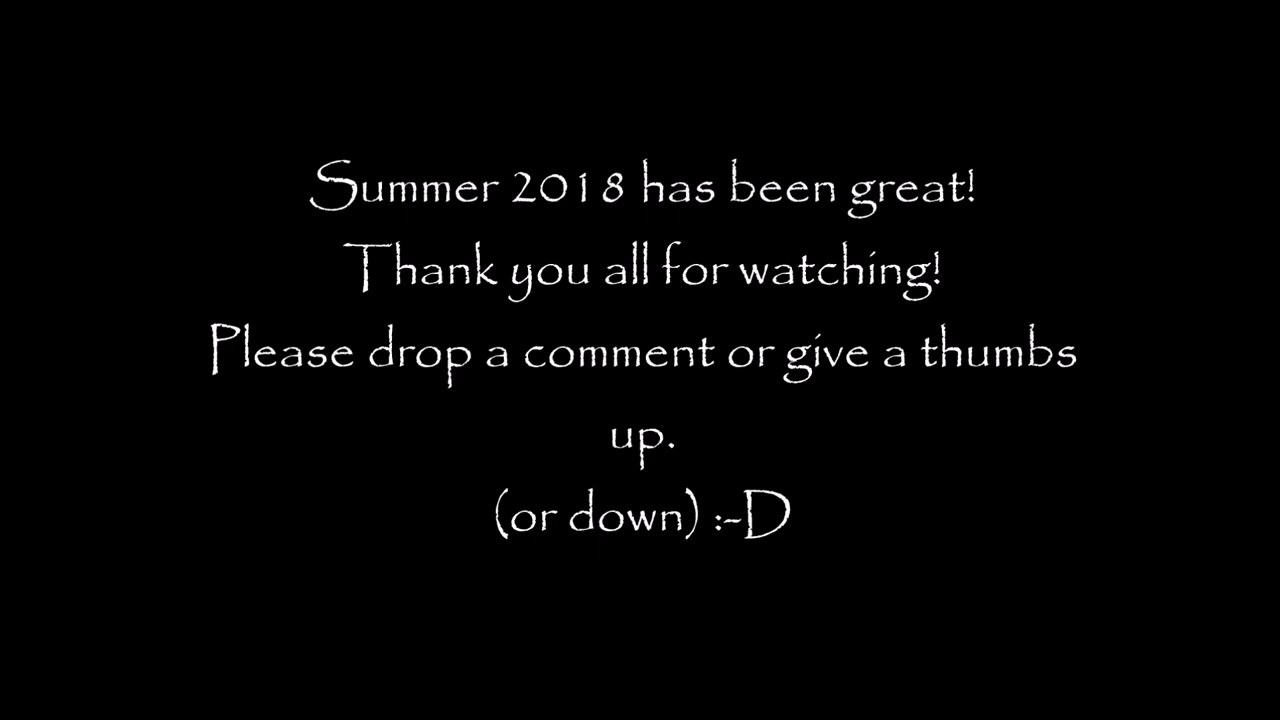 Summer 2018 has been great!
Thank you all for watching!
Please drop a comment or give a thumbs
up.
(or down) :-D